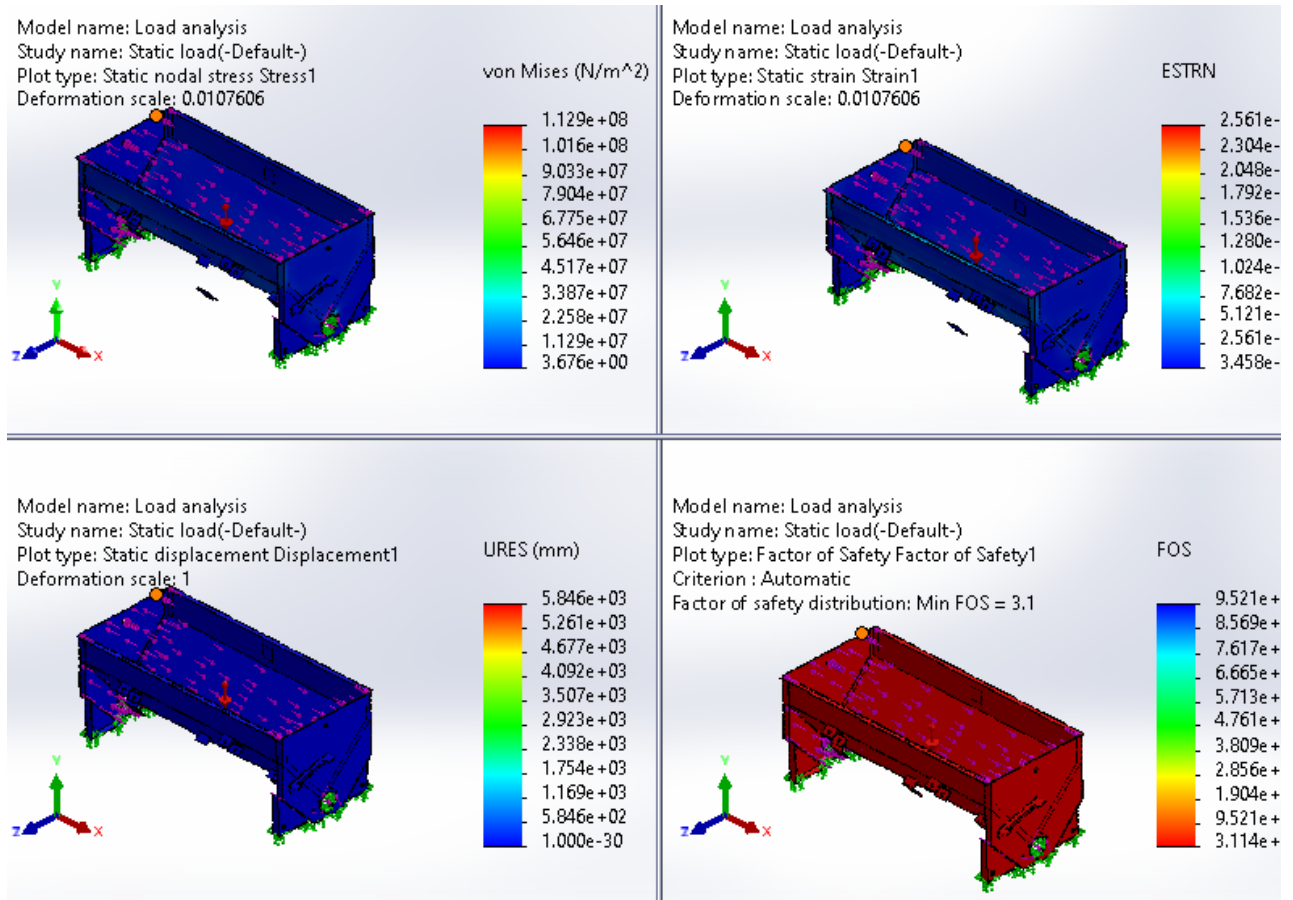 Model name: Load analysis
Study name: Static load(-Default-)
Plot type: Static nodal stress Stress1
Deformation scale: 0.0107606
von Mises (N/m^2)
1.129e+08
1.016e+08
9.033e+07
7.904e+07
6.775e+07
5.646e+07
4.517e+07
3.387e+07
2.258e+07
1.129e+07
3.676e+00
Y
Z
X
Model name: Load analysis
Study name: Static load(-Default-)
Plot type: Static strain Strain1
Deformation scale: 0.0107606
ESTRN
2.561e-
2.304e-
2.048e-
1.792e-
1.536e-
1.280e-
1.024e-
7.682e-
5.121e-
2.561e-
3.458e-
Y
Z
X
Model name: Load analysis
Study name: Static load(-Default-)
Plot type: Static displacement Displacement1
Deformation scale: 1
URES (mm)
5.846e+03
5.261e+03
4.677e+03
4.092e+03
3.507e+03
2.923e+03
2.338e+03
1.754e+03
1.169e+03
5.846e+02
1.000e-30
Y
Z
X
Model name: Load analysis
Study name: Static load(-Default-)
Plot type: Factor of Safety Factor of Safety1
Criterion : Automatic
Factor of safety distribution: Min FOS = 3.1
FOS
9.521e+
8.569e+
7.617e+
6.665e+
5.713e+
4.761e+
3.809e+
2.856e+
1.904e+
9.521e+
3.114e+
Y
Z
X